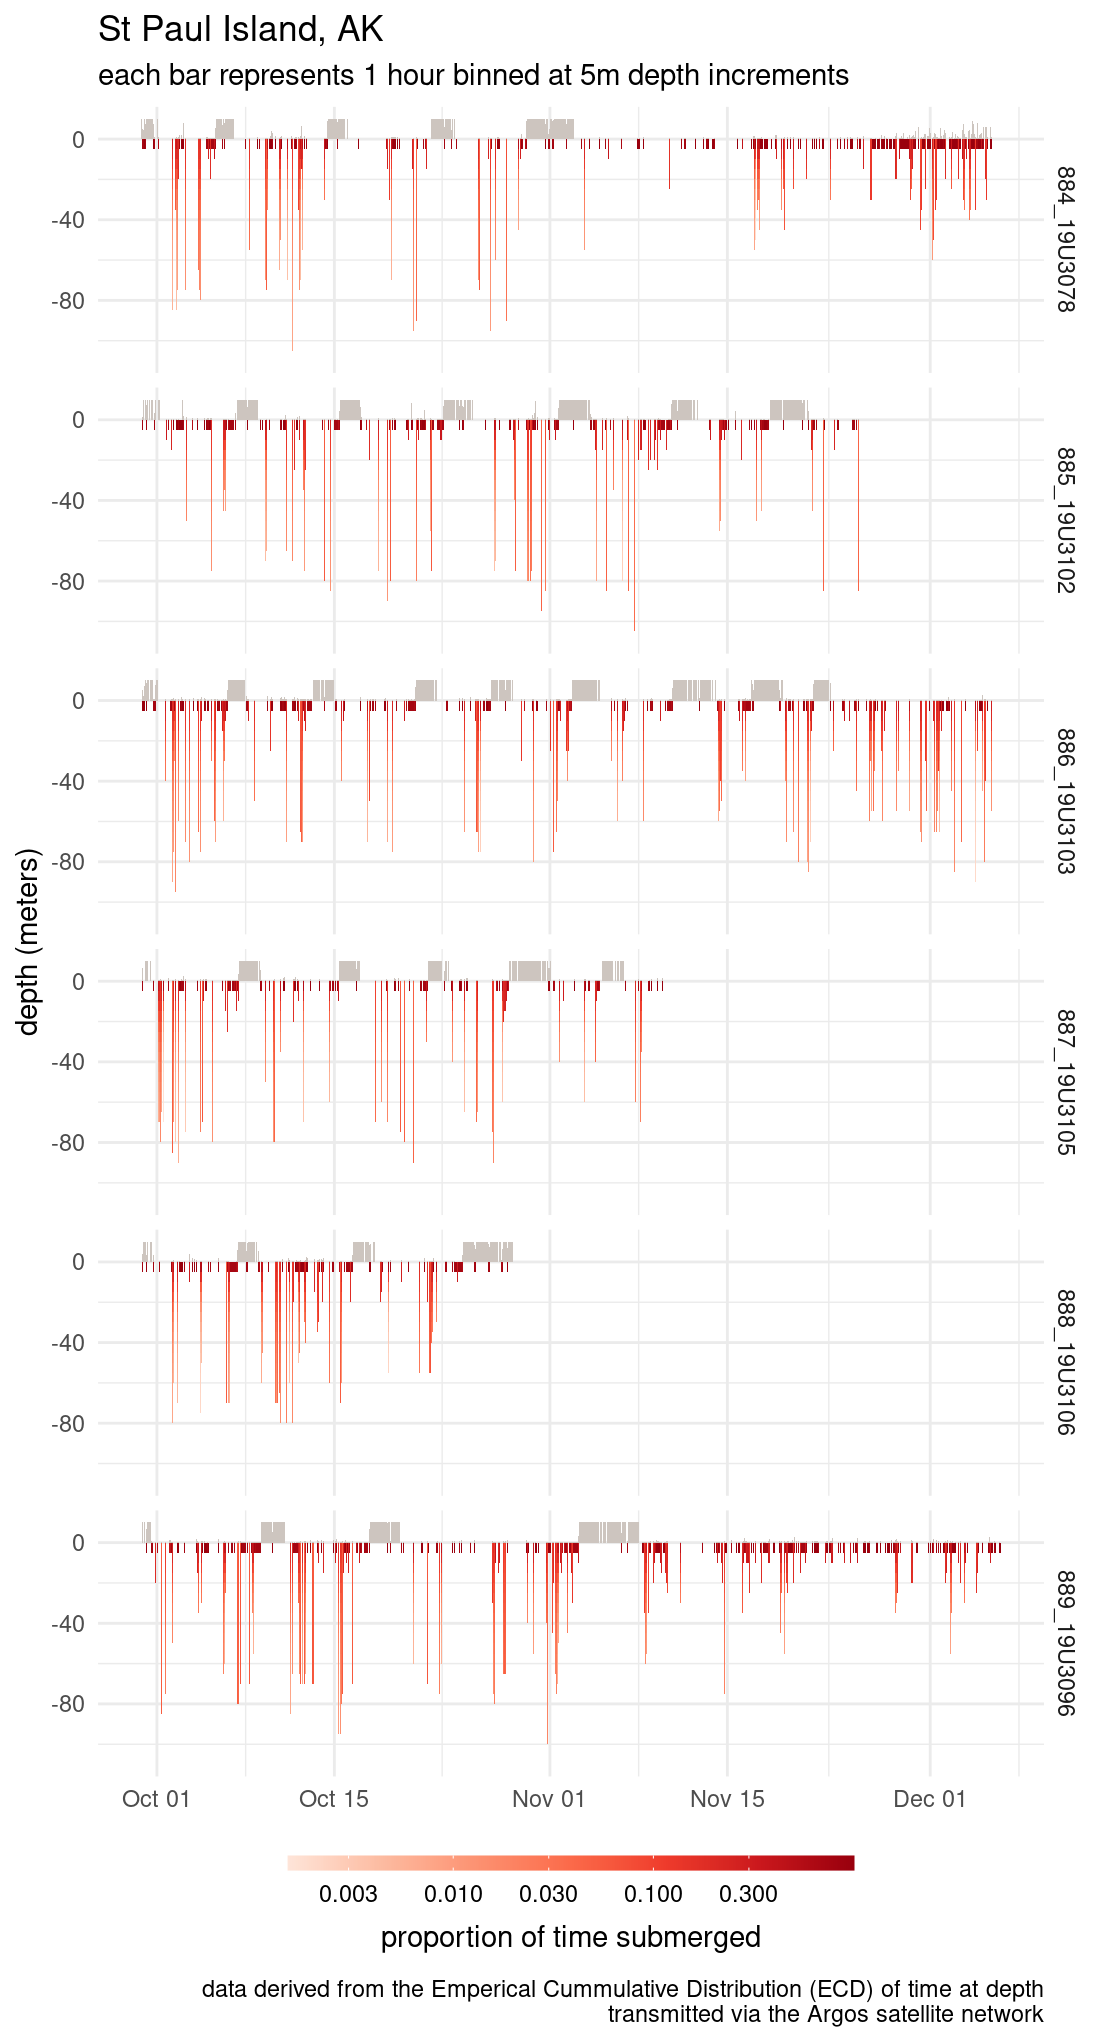 St Paul Island, AK
each bar represents 1 hour binned at 5m depth increments
0
-40
-80
884_19U3078
0
-40
-80
885_19U3102
0
-40
-80
886_19U3103
depth (meters)
0
-40
-80
887_19U3105
0
-40
-80
888_19U3106
0
-40
-80
889_19U3096
Oct 01 Oct 15 Nov 01 Nov 15 Dec 01
0.003 0.010 0.030 0.100 0.300
proportion of time submerged
data derived from the Emperical Cummulative Distribution (ECD) of time at depth
transmitted via the Argos satellite network